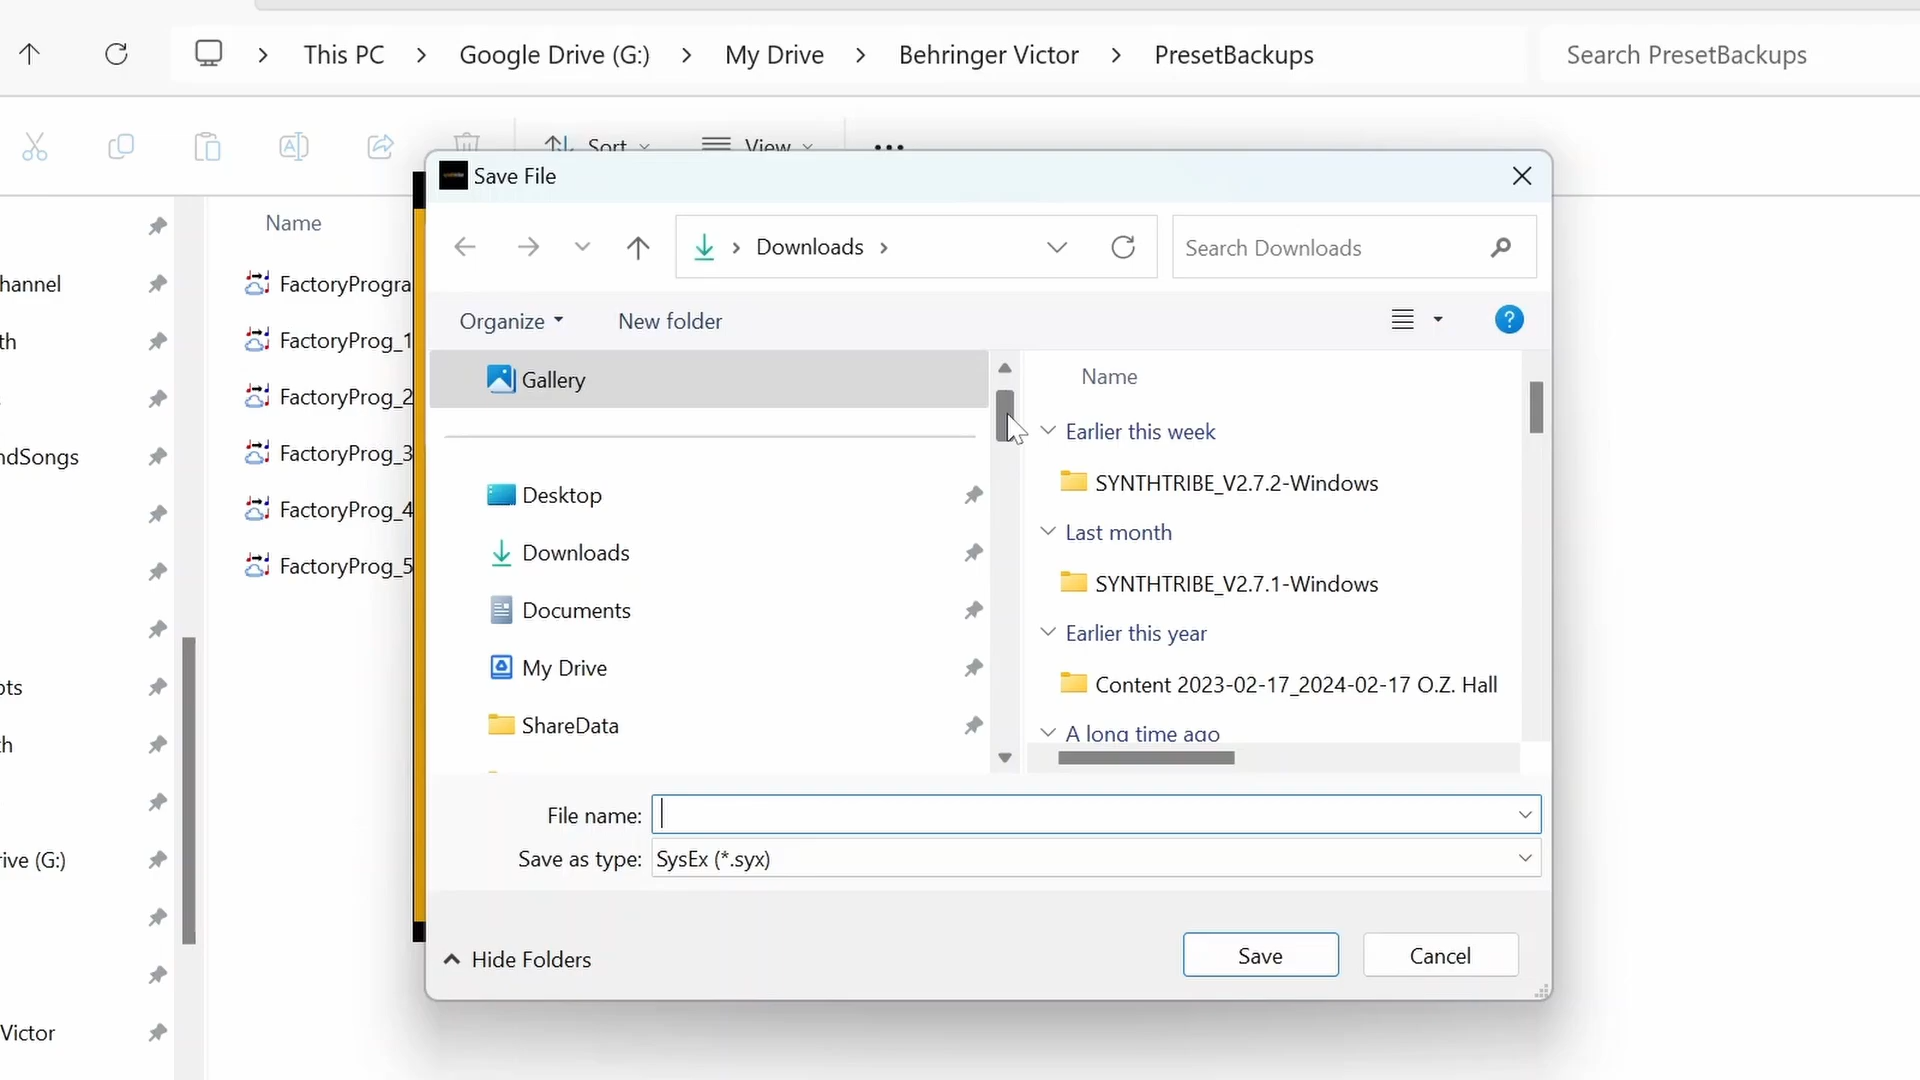 This PC > Google Drive (G:) > My Drive > Behringer Victor > PresetBackups
Search PresetBackups
Sort
View
Name
hannel
th
ndSongs
ots
th
rive (G:)
Victor
FactoryProgra
FactoryProg_1
FactoryProg_2
FactoryProg_3
FactoryProg_4
FactoryProg_5
Save File
Downloads >
Search Downloads
Organize
New folder
Gallery
Desktop
Downloads
Documents
My Drive
ShareData
Name
Earlier this week
SYNTHTRIBE_V2.7.2-Windows
Last month
SYNTHTRIBE_V2.7.1-Windows
Earlier this year
Content 2023-02-17_2024-02-17 O.Z. Hall
A long time ago
File name:
Save as type: SysEx (*.syx)
Hide Folders
Save
Cancel